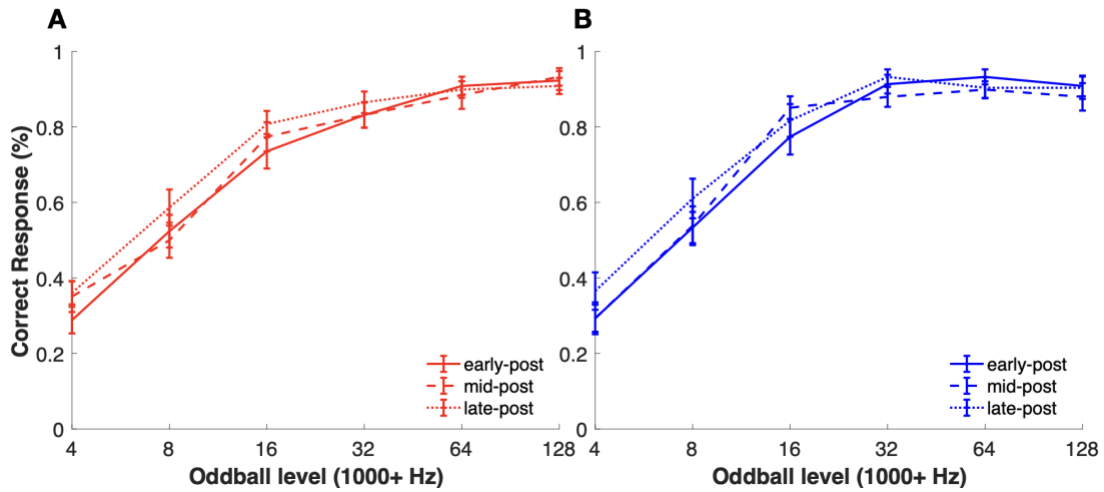 A
B
Correct Response (%)
1
0.8
0.6
0.4
0.2
0
4 8 16 32 64 128
Oddball level (1000+ Hz)
early-post
mid-post
late-post
1
0.8
0.6
0.4
0.2
0
4 8 16 32 64 128
Oddball level (1000+ Hz)
early-post
mid-post
late-post